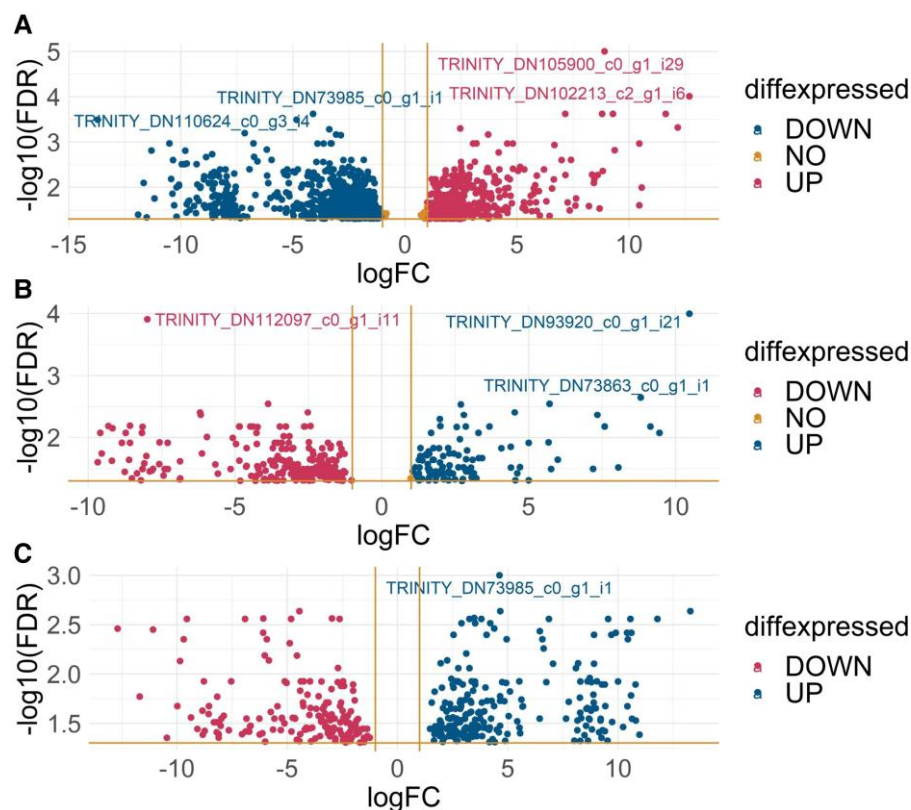 A
-log10(FDR)
5
4
3
2
TRINITY_DN105900_c0_g1_i29
TRINITY_DN73985_c0_g1_i1
TRINITY_DN102213_c2_g1_i6
TRINITY_DN110624_c0_g3_i4
-15 -10 -5 0 5 10
logFC
diffexpressed
DOWN
NO
UP
B
-log10(FDR)
4
3
2
TRINITY_DN112097_c0_g1_i11
TRINITY_DN93920_c0_g1_i21
TRINITY_DN73863_c0_g1_i1
-10 -5 0 5 10
logFC
diffexpressed
DOWN
NO
UP
C
-log10(FDR)
3.0
2.5
2.0
1.5
TRINITY_DN73985_c0_g1_i1
-10 -5 0 5 10
logFC
diffexpressed
DOWN
UP